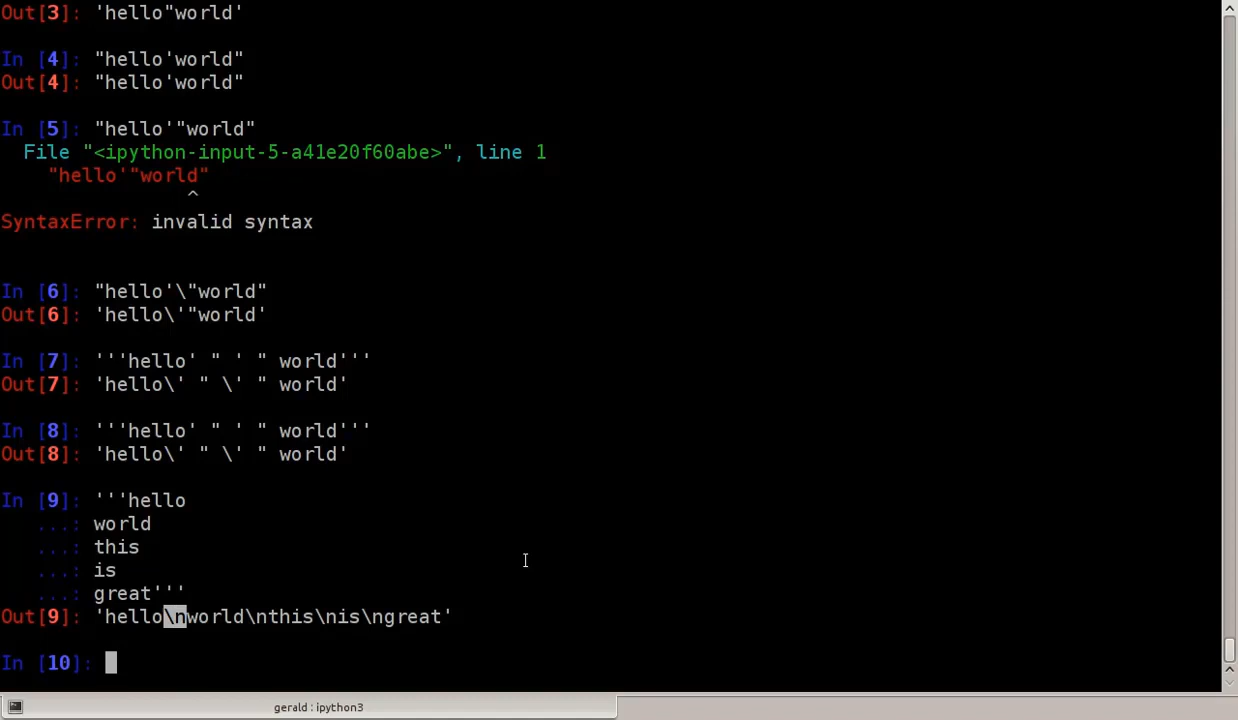 Out[3]: 'hello"world'
In [4]: "hello'world"
Out[4]: "hello'world"
In [5]: "hello'"world"
  File "<ipython-input-5-a41e20f60abe>", line 1
    "hello'"world"
                ^
SyntaxError: invalid syntax
In [6]: "hello'\"world"
Out[6]: 'hello\'"world'
In [7]: '''hello' " ' " world'''
Out[7]: 'hello\' " \' " world'
In [8]: '''hello' " ' " world'''
Out[8]: 'hello\' " \' " world'
In [9]: '''hello
   ...: world
   ...: this
   ...: is
   ...: great'''
Out[9]: 'hello\nworld\nthis\nis\ngreat'
In [10]:
gerald : ipython3